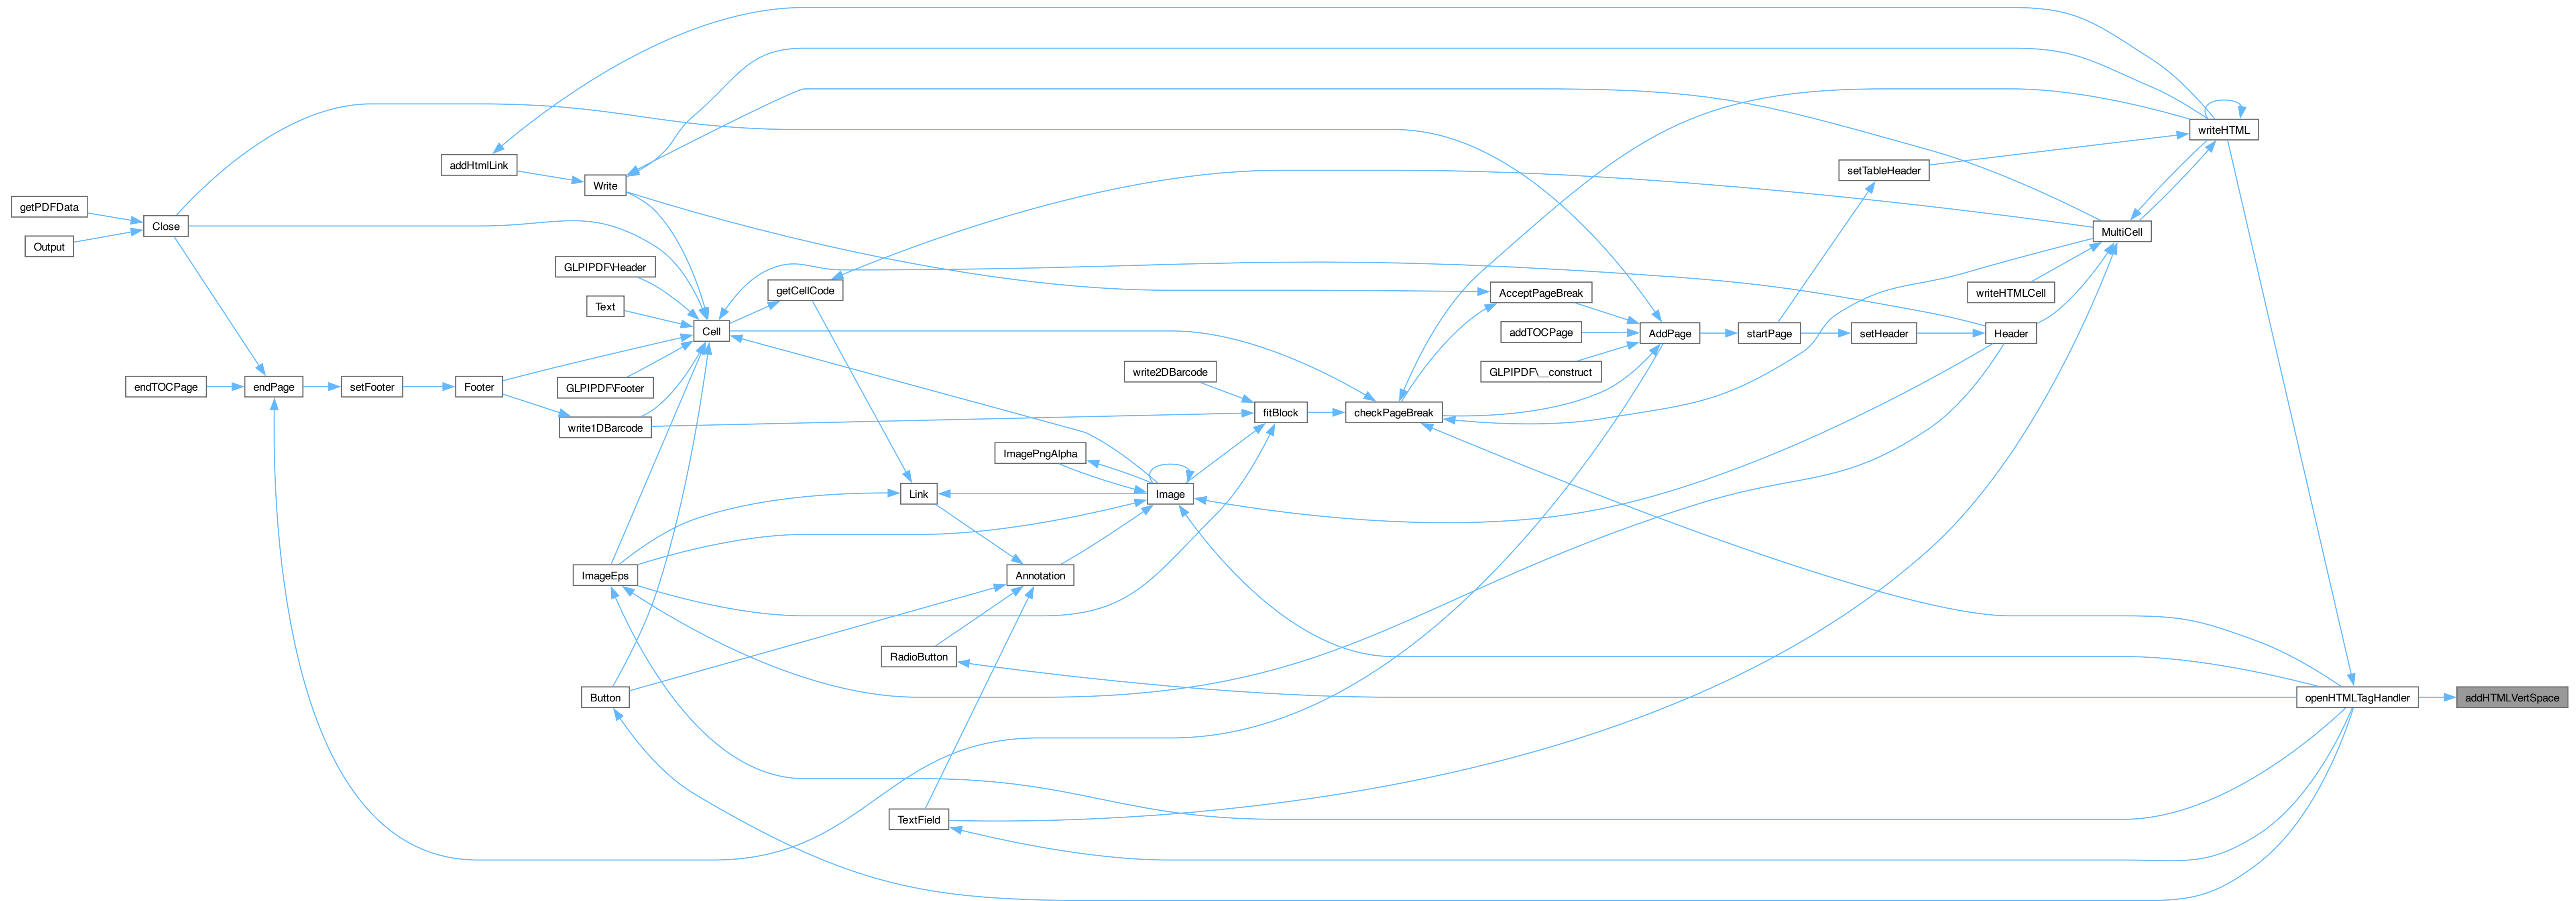 writeHTML
addHtmlLink
setTableHeader
Write
getPDFData
Close
MultiCell
Output
GLPIPDF\Header
getCellCode
AcceptPageBreak
writeHTMLCell
Text
Cell
addTOCPage
AddPage
startPage
setHeader
Header
write2DBarcode
GLPIPDF\__construct
endTOCPage
endPage
setFooter
Footer
GLPIPDF\Footer
fitBlock
checkPageBreak
write1DBarcode
ImagePngAlpha
Link
Image
ImageEps
Annotation
RadioButton
Button
openHTMLTagHandler
addHTMLVertSpace
TextField